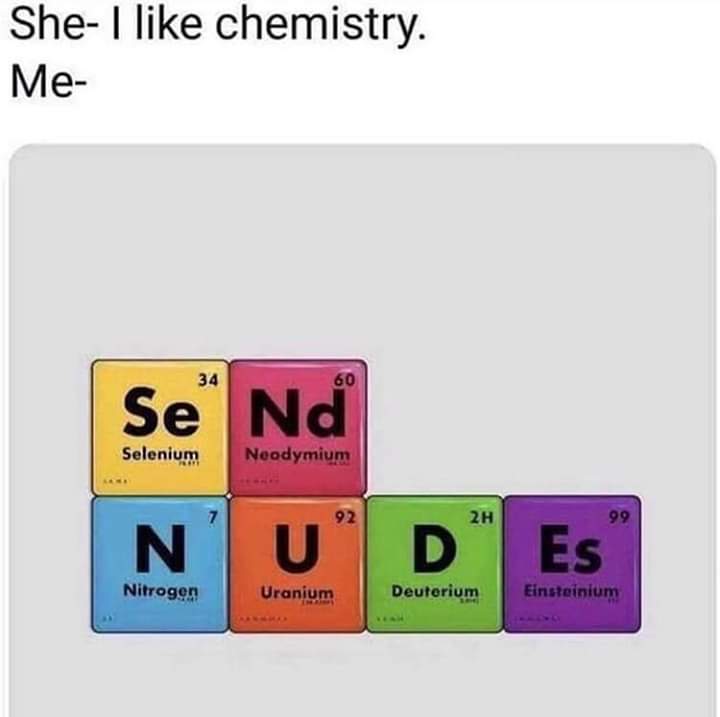 She- I like chemistry.
Me-
34 60
Se Nd
Selenium Neodymium
7 92 2H 99
N U D Es
Nitrogen Uranium Deuterium Einsteinium